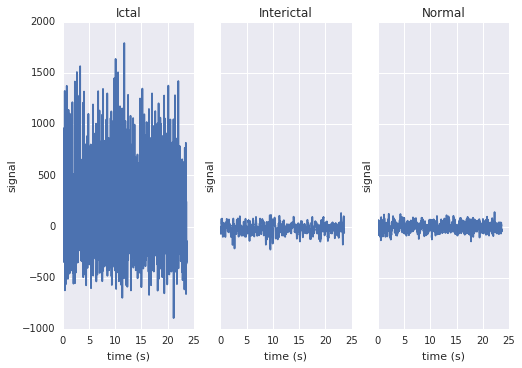 Ictal
Interictal
Normal
2000
1500
1000
500
0
−500
−1000
signal
signal
signal
0 5 10 15 20 25
0 5 10 15 20 25
0 5 10 15 20 25
time (s)
time (s)
time (s)